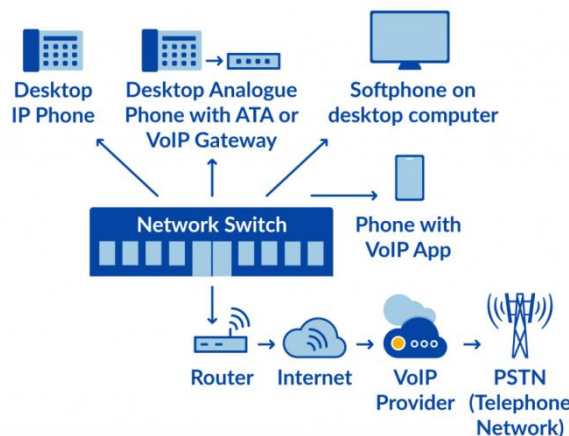 Desktop
IP Phone
Desktop Analogue
Phone with ATA or
VoIP Gateway
Softphone on
desktop computer
Network Switch
Phone with
VoIP App
Router
Internet
VoIP
Provider
PSTN
(Telephone
Network)